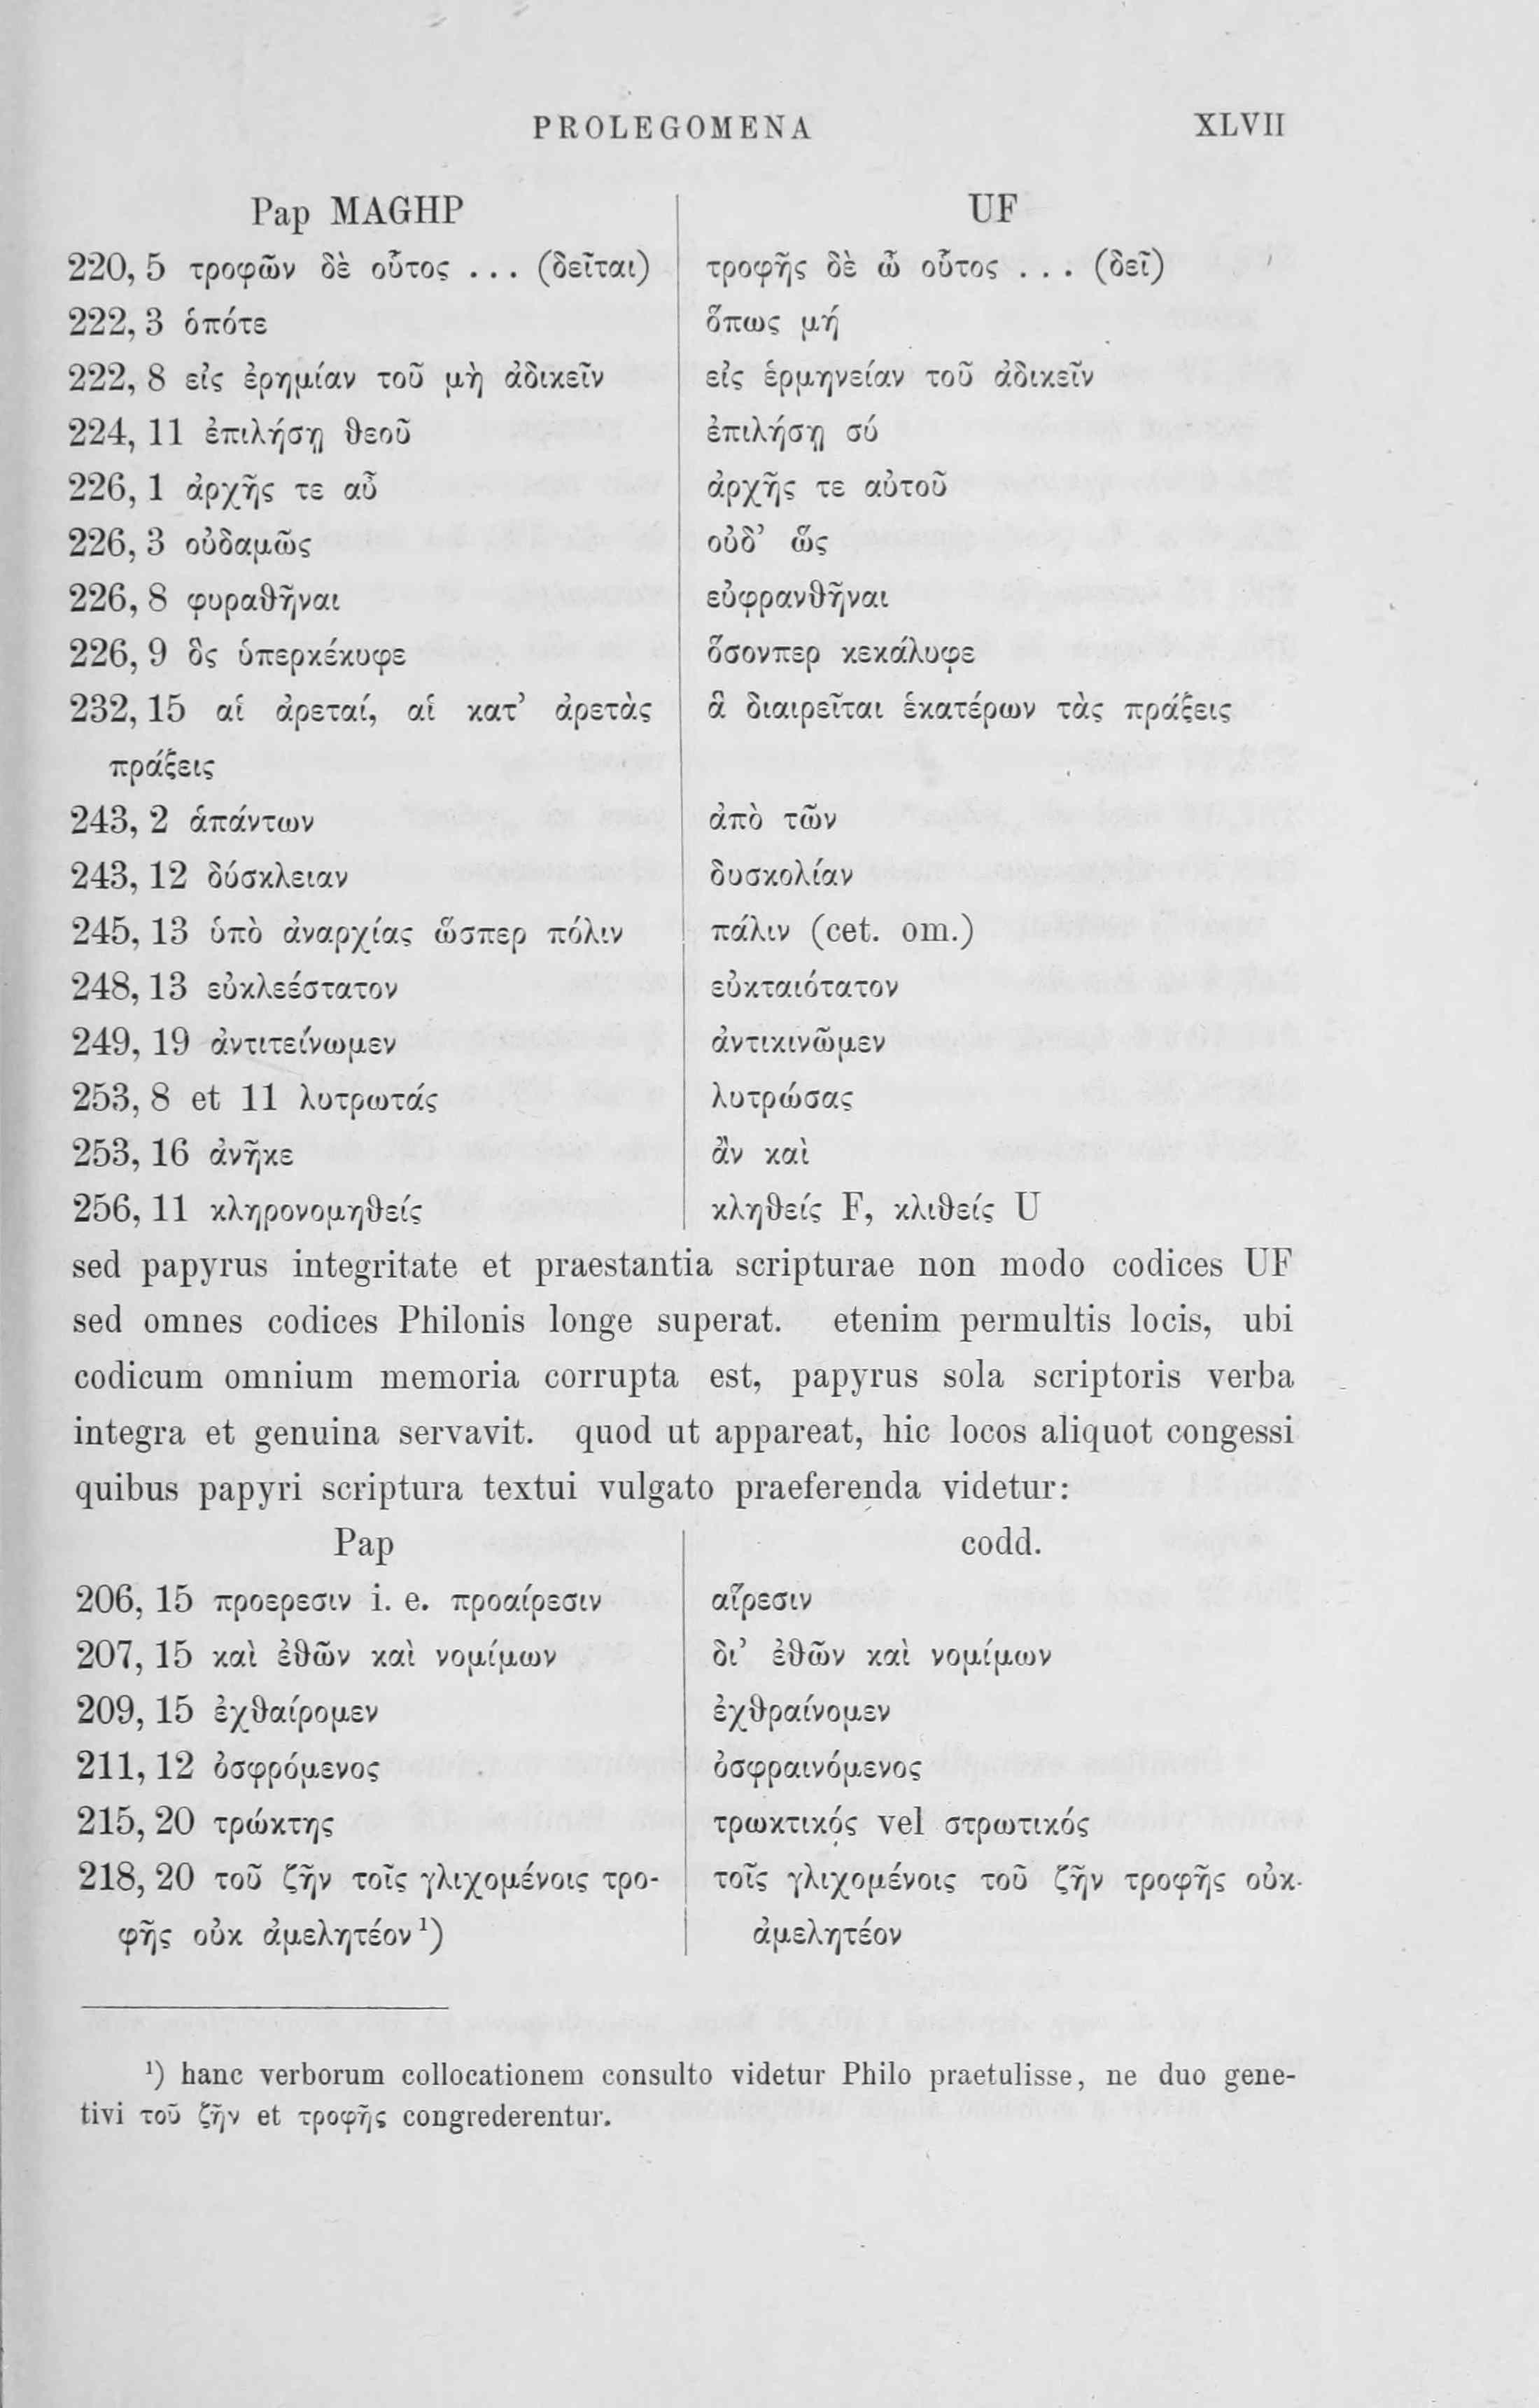 PROLEGOMENA XLVII
Pap MAGHP UF
220, 5 τροφῶν δὲ οὗτος . . . (δεῖται) τροφῆς δὲ ᾧ οὗτος . . . (δεῖ)
222, 3 ὁπότε ὅπως μή
222, 8 εἰς ἐρημίαν τοῦ μὴ ἀδικεῖν εἰς ἑρμηνείαν τοῦ ἀδικεῖν
224, 11 ἐπιλήσῃ θεοῦ ἐπιλήσῃ σύ
226, 1 ἀρχῆς τε αὖ ἀρχῆς τε αὐτοῦ
226, 3 οὐδαμῶς οὐδ’ ὥς
226, 8 φυραθῆναι εὐφρανθῆναι
226, 9 ὃς ὑπερκέκυφε ὅσονπερ κεκάλυφε
232, 15 αἱ ἀρεταί, αἱ κατ’ ἀρετὰς ἃ διαιρεῖται ἑκατέρων τὰς πράξεις
πράξεις
243, 2 ἁπάντων ἀπὸ τῶν
243, 12 δύσκλειαν δυσκολίαν
245, 13 ὑπὸ ἀναρχίας ὥσπερ πόλιν πάλιν (cet. om.)
248, 13 εὐκλεέστατον εὐκταιότατον
249, 19 ἀντιτείνωμεν ἀντικινῶμεν
253, 8 et 11 λυτρωτάς λυτρώσας
253, 16 ἀνῆκε ἂν καὶ
256, 11 κληρονομηθείς κληθείς F, κλιθείς U
sed papyrus integritate et praestantia scripturae non modo codices UF
sed omnes codices Philonis longe superat. etenim permultis locis, ubi
codicum omnium memoria corrupta est, papyrus sola scriptoris verba
integra et genuina servavit. quod ut appareat, hic locos aliquot congessi
quibus papyri scriptura textui vulgato praeferenda videtur:
Pap codd.
206, 15 προερεσιν i. e. προαίρεσιν αἵρεσιν
207, 15 καὶ ἐθῶν καὶ νομίμων δι’ ἐθῶν καὶ νομίμων
209, 15 ἐχθαίρομεν ἐχθραίνομεν
211, 12 ὀσφρόμενος ὀσφραινόμενος
215, 20 τρώκτης τρωκτικός vel στρωτικός
218, 20 τοῦ ζῆν τοῖς γλιχομένοις τρο- τοῖς γλιχομένοις τοῦ ζῆν τροφῆς οὐκ
φῆς οὐκ ἀμελητέον ¹) ἀμελητέον
¹) hanc verborum collocationem consulto videtur Philo praetulisse, ne duo gene-
tivi τοῦ ζῆν et τροφῆς congrederentur.